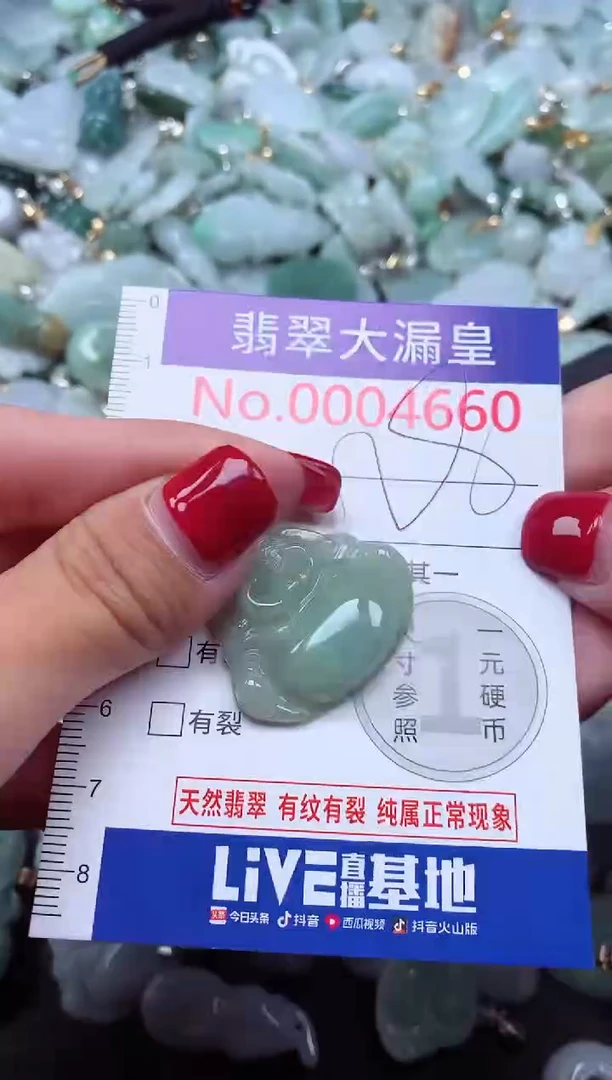 0
翡翠大漏皇
1
No.0004660
其一
寸参照
一元硬币
1
有
6
有裂
7
天然翡翠 有纹有裂 纯属正常现象
8
LiVE直播基地
头条 今日头条 抖音 西瓜视频 抖音火山版